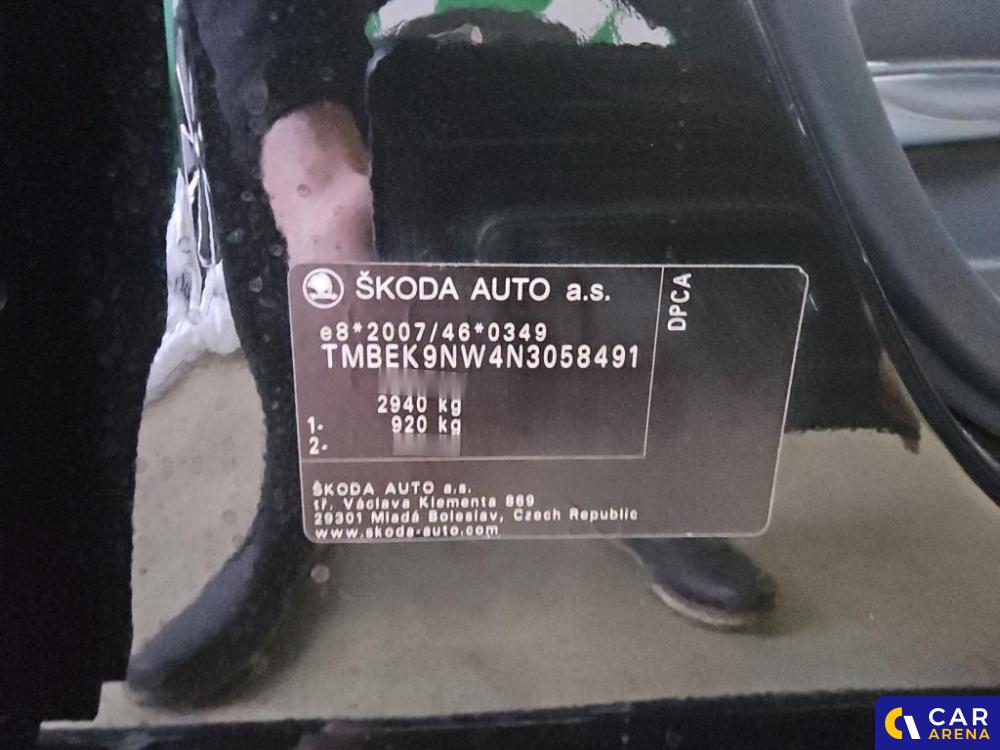 ŠKODA AUTO a.s.
DPCA
e8*2007/46*0349
TMBEK9NW4N3058491
2940 kg
1- 920 kg
2-
ŠKODA AUTO a.s.
tř. Václava Klementa 869
29301 Mladá Boleslav, Czech Republic
www.skoda-auto.com
CAR
ARENA